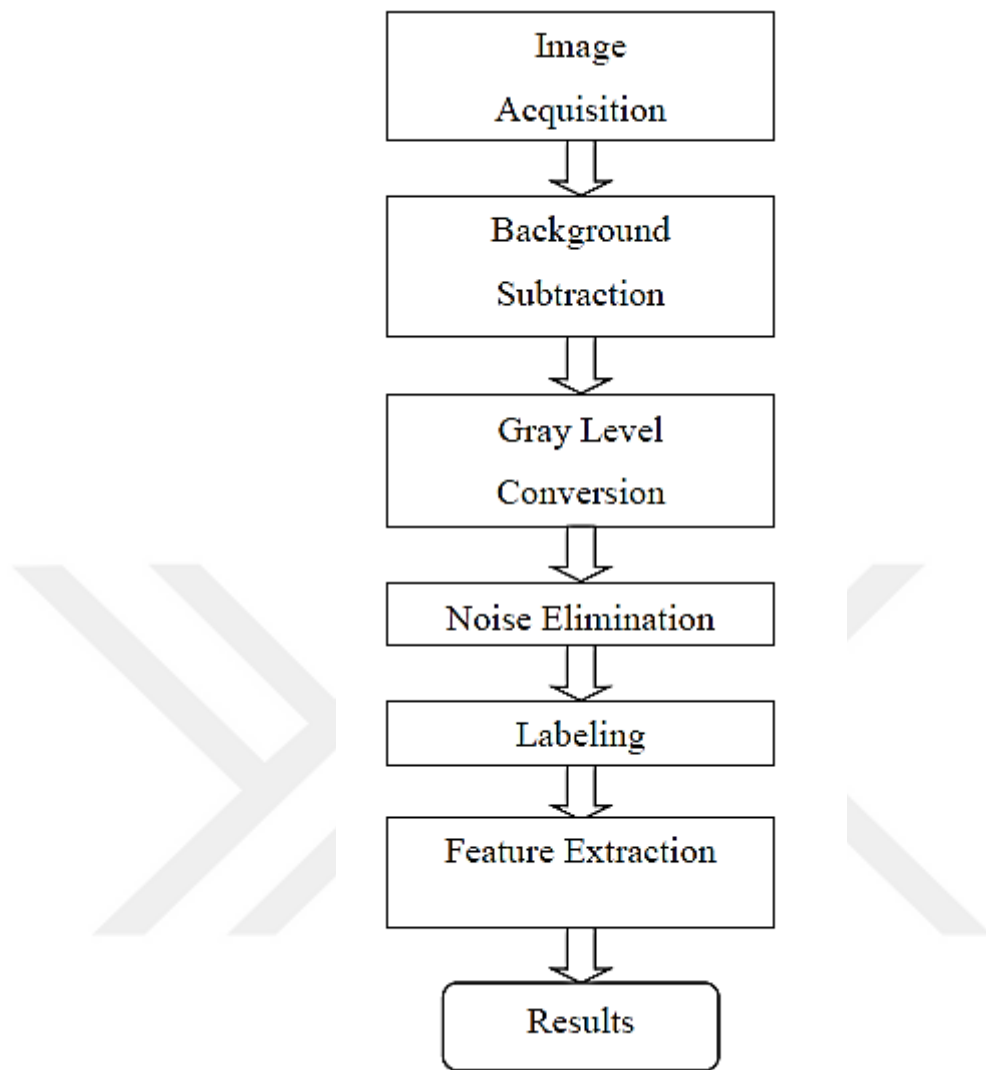 Image
Acquisition
Background
Subtraction
Gray Level
Conversion
Noise Elimination
Labeling
Feature Extraction
Results